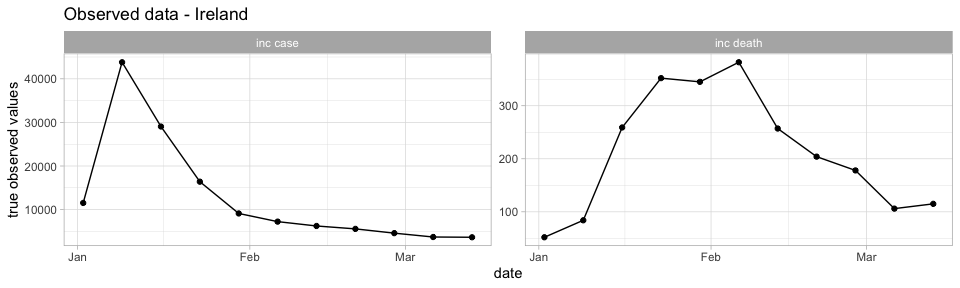 Observed data - Ireland
inc case
inc death
true observed values
40000
30000
20000
10000
300
200
100
Jan
Feb
Mar
Jan
Feb
Mar
date